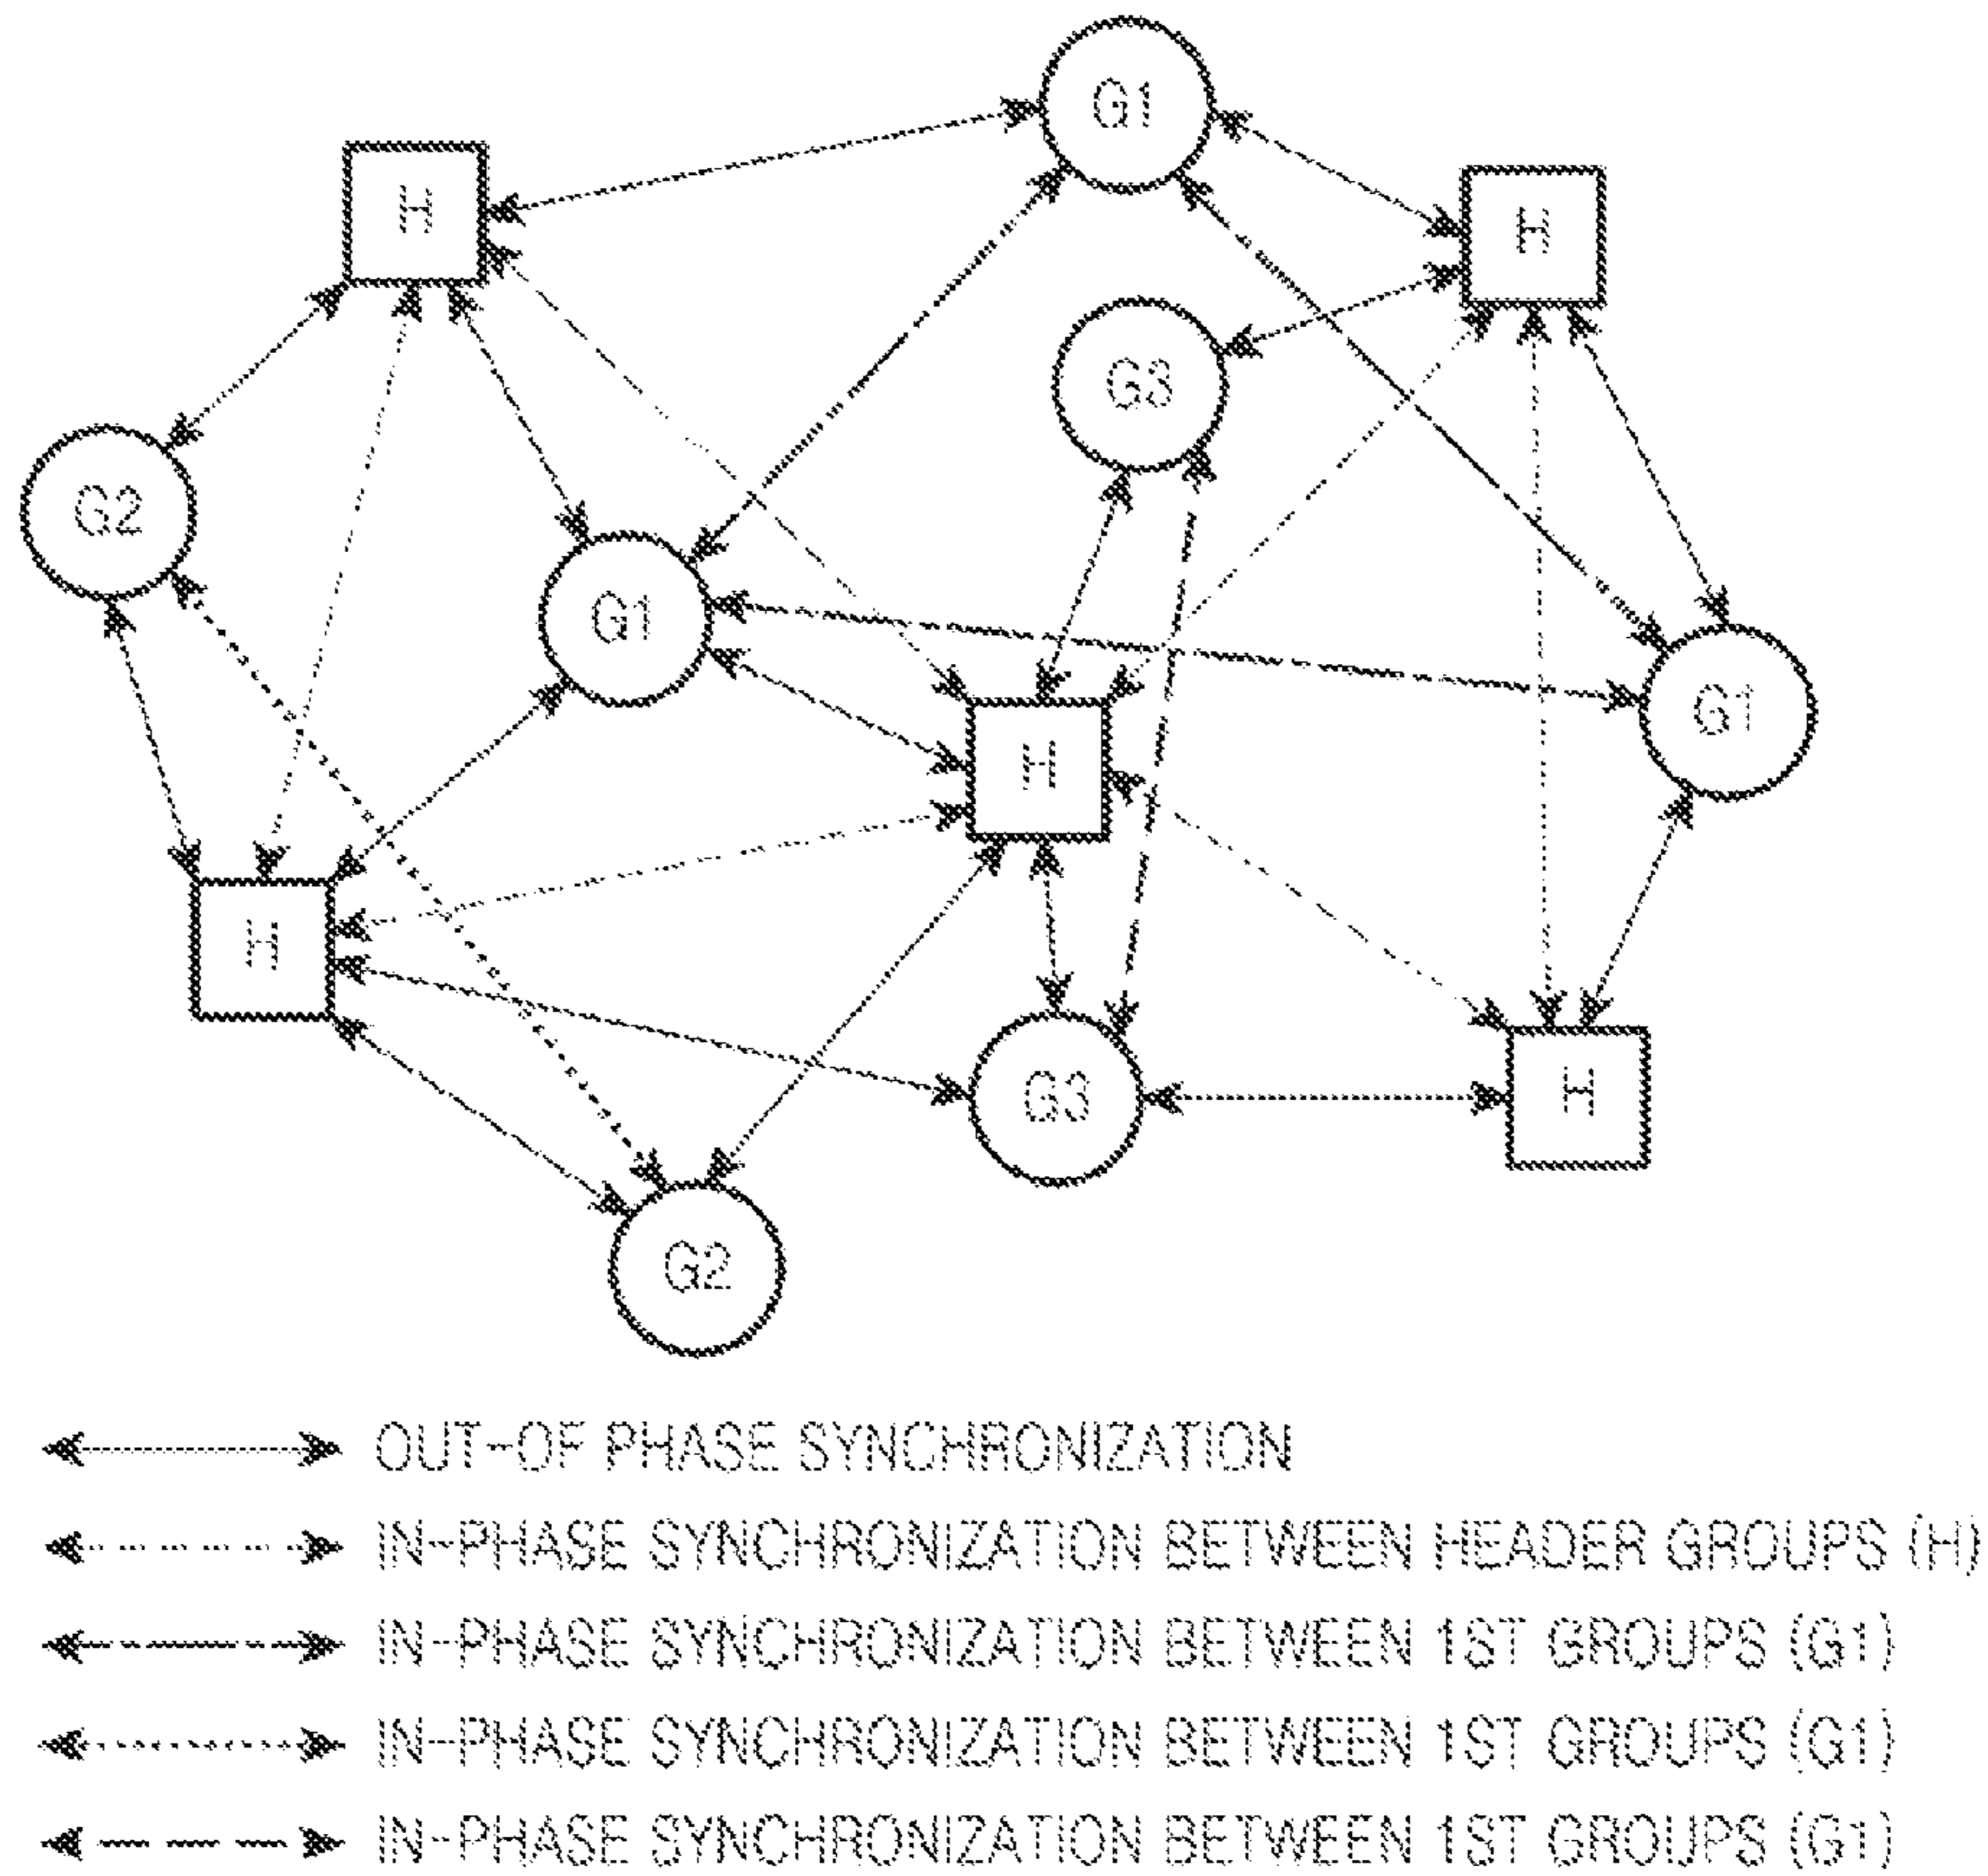 G1
H
H
G3
G2
G1
G1
H
H
G3
H
G2
OUT-OF PHASE SYNCHRONIZATION
IN-PHASE SYNCHRONIZATION BETWEEN HEADER GROUPS (H)
IN-PHASE SYNCHRONIZATION BETWEEN 1ST GROUPS (G1)
IN-PHASE SYNCHRONIZATION BETWEEN 1ST GROUPS (G1)
IN-PHASE SYNCHRONIZATION BETWEEN 1ST GROUPS (G1)